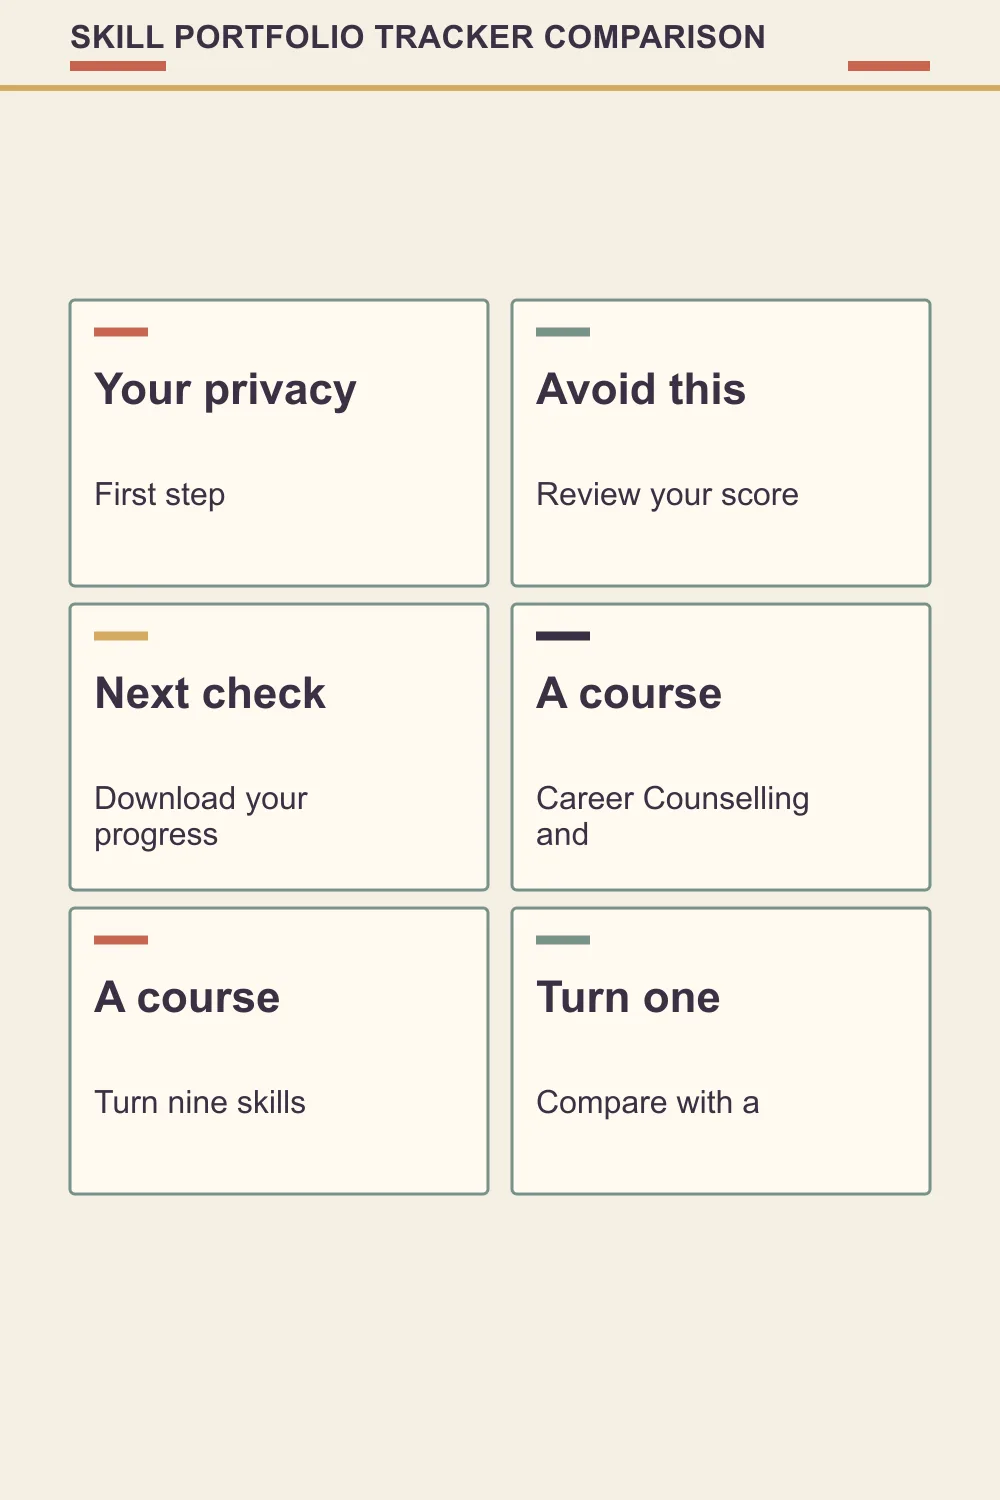 SKILL PORTFOLIO TRACKER COMPARISON
Your privacy
First step
Avoid this
Review your score
Next check
Download your
progress
A course
Career Counselling
and
A course
Turn nine skills
Turn one
Compare with a